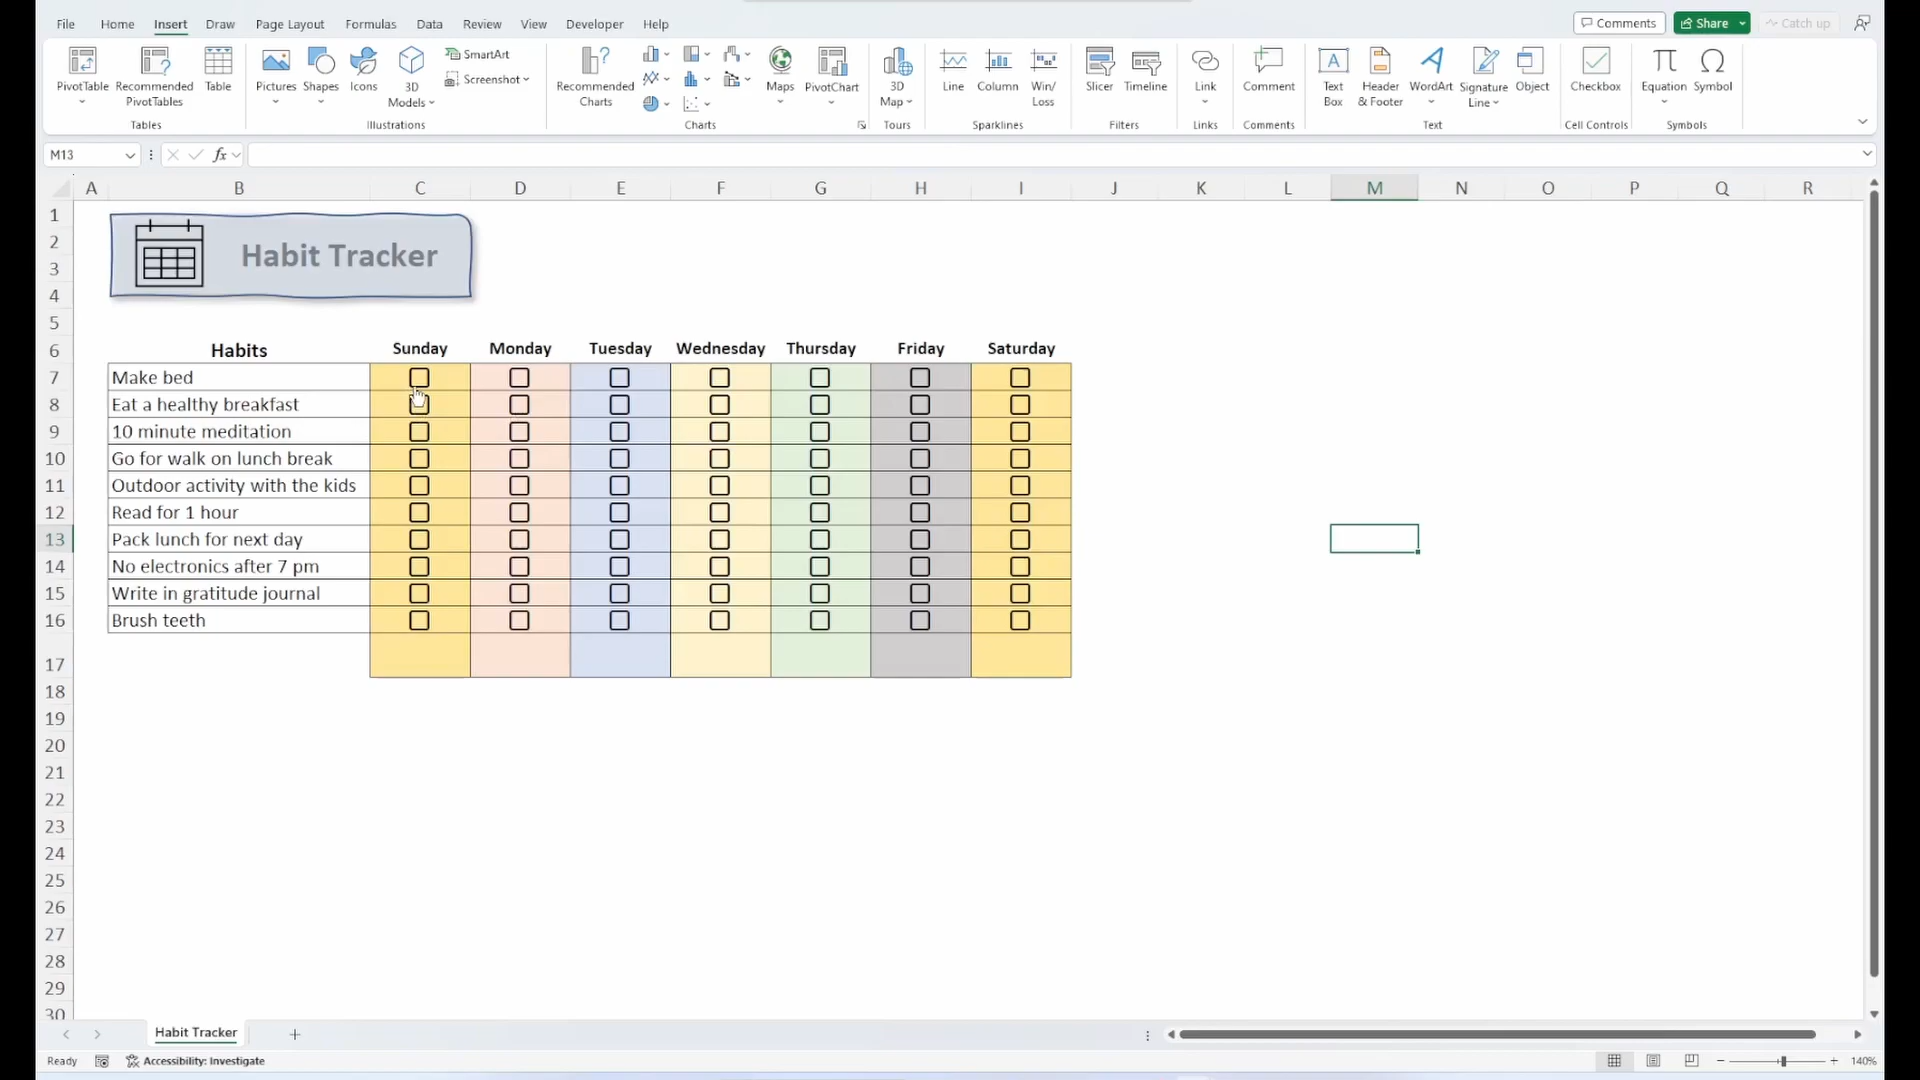 File Home Insert Draw Page Layout Formulas Data Review View Developer Help Comments Share Catch up
PivotTable Recommended PivotTables Table
Tables
Pictures Shapes Icons 3D Models SmartArt Screenshot
Illustrations
Recommended Charts Maps PivotChart
Charts
3D Map
Tours
Line Column Win/Loss
Sparklines
Slicer Timeline
Filters
Link
Links
Comment
Comments
Text Box Header & Footer WordArt Signature Line Object
Text
Checkbox
Cell Controls
Equation Symbol
Symbols
M13 fx
A B C D E F G H I J K L M N O P Q R
1
2
Habit Tracker
3
4
5
6 Habits Sunday Monday Tuesday Wednesday Thursday Friday Saturday
7 Make bed
8 Eat a healthy breakfast
9 10 minute meditation
10 Go for walk on lunch break
11 Outdoor activity with the kids
12 Read for 1 hour
13 Pack lunch for next day
14 No electronics after 7 pm
15 Write in gratitude journal
16 Brush teeth
17
18
19
20
21
22
23
24
25
26
27
28
29
30
Habit Tracker
Ready Accessibility: Investigate 140%